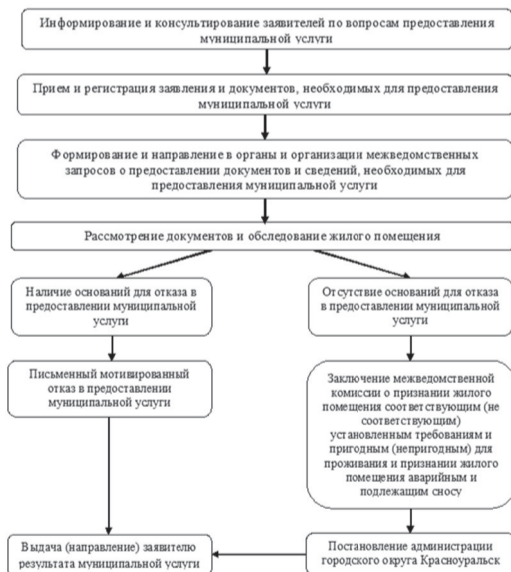 Информирование и консультирование заявителей по вопросам предоставления
муниципальной услуги
Прием и регистрация заявления и документов, необходимых для предоставления
муниципальной услуги
Формирование и направление в органы и организации межведомственных
запросов о предоставлении документов и сведений, необходимых для
предоставления муниципальной услуги
Рассмотрение документов и обследование жилого помещения
Наличие оснований для отказа в
предоставлении муниципальной
услуги
Отсутствие оснований для отказа
в предоставлении муниципальной
услуги
Письменный мотивированный
отказ в предоставлении
муниципальной услуги
Заключение межведомственной
комиссии о признании жилого
помещения соответствующим (не
соответствующим)
установленным требованиям и
пригодным (непригодным) для
проживания и признании жилого
помещения аварийным и
подлежащим сносу
Выдача (направление) заявителю
результата муниципальной услуги
Постановление администрации
городского округа Красноуральск